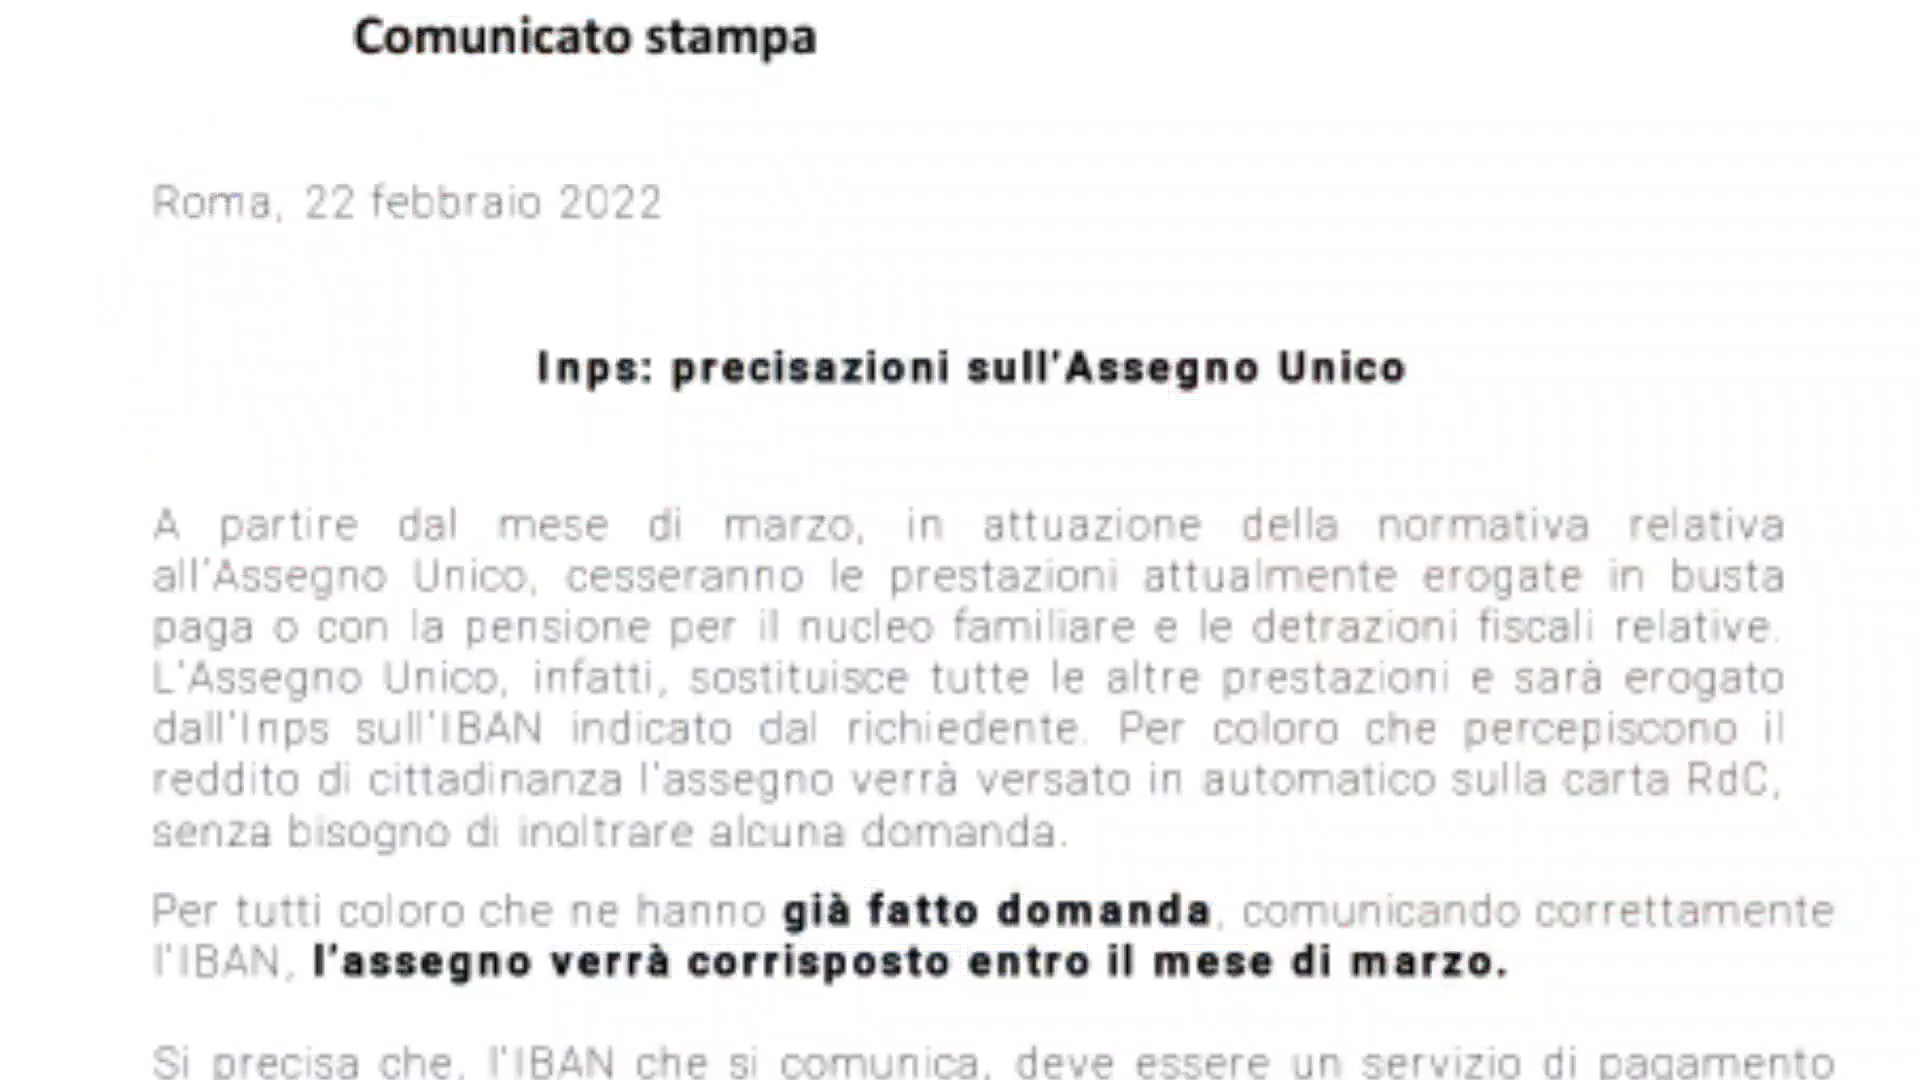 Comunicato stampa
Roma, 22 febbraio 2022
Inps: precisazioni sull'Assegno Unico
A partire dal mese di marzo, in attuazione della normativa relativa
all'Assegno Unico, cesseranno le prestazioni attualmente erogate in busta
paga o con la pensione per il nucleo familiare e le detrazioni fiscali relative.
L'Assegno Unico, infatti, sostituisce tutte le altre prestazioni e sarà erogato
dall'Inps sull'IBAN indicato dal richiedente. Per coloro che percepiscono il
reddito di cittadinanza l'assegno verrà versato in automatico sulla carta RdC,
senza bisogno di inoltrare alcuna domanda.
Per tutti coloro che ne hanno già fatto domanda, comunicando correttamente
l'IBAN, l'assegno verrà corrisposto entro il mese di marzo.
Si precisa che, l'IBAN che si comunica, deve essere un servizio di pagamento